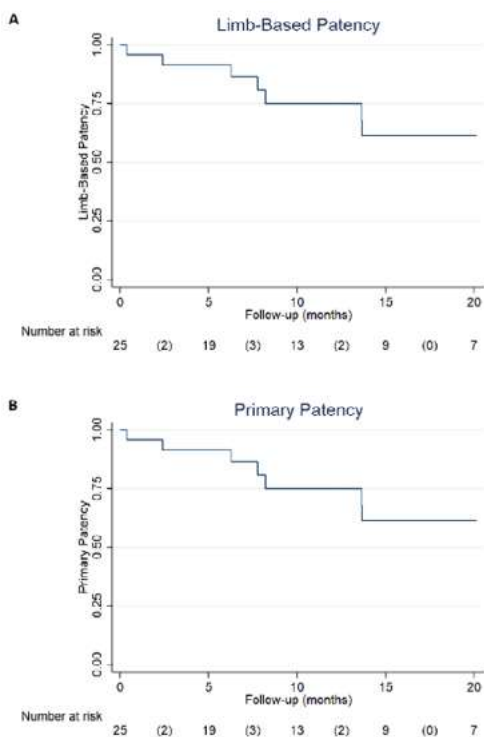 A
Limb-Based Patency
Limb-Based Patency
1.00
0.75
0.50
0.25
0.00
0 5 10 15 20
Follow-up (months)
Number at risk
25 (2) 19 (3) 13 (2) 9 (0) 7
B
Primary Patency
Primary Patency
1.00
0.75
0.50
0.25
0.00
0 5 10 15 20
Follow-up (months)
Number at risk
25 (2) 19 (3) 13 (2) 9 (0) 7